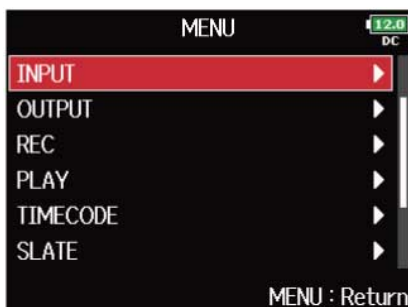 MENU
12.0
DC
INPUT
OUTPUT
REC
PLAY
TIMECODE
SLATE
MENU : Return